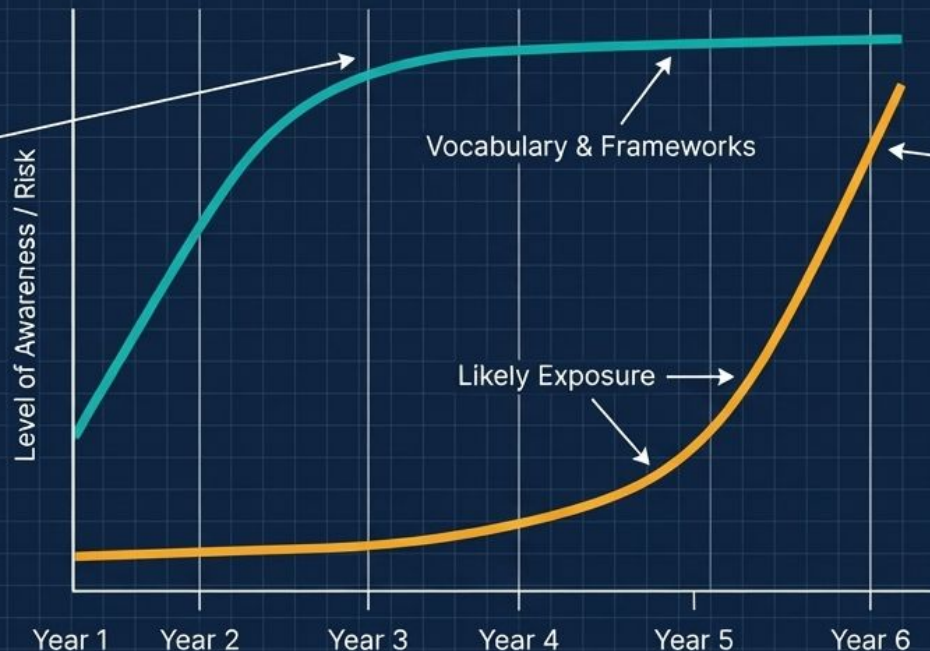 Level of Awareness / Risk
Vocabulary & Frameworks
Likely Exposure
Year 1
Year 2
Year 3
Year 4
Year 5
Year 6